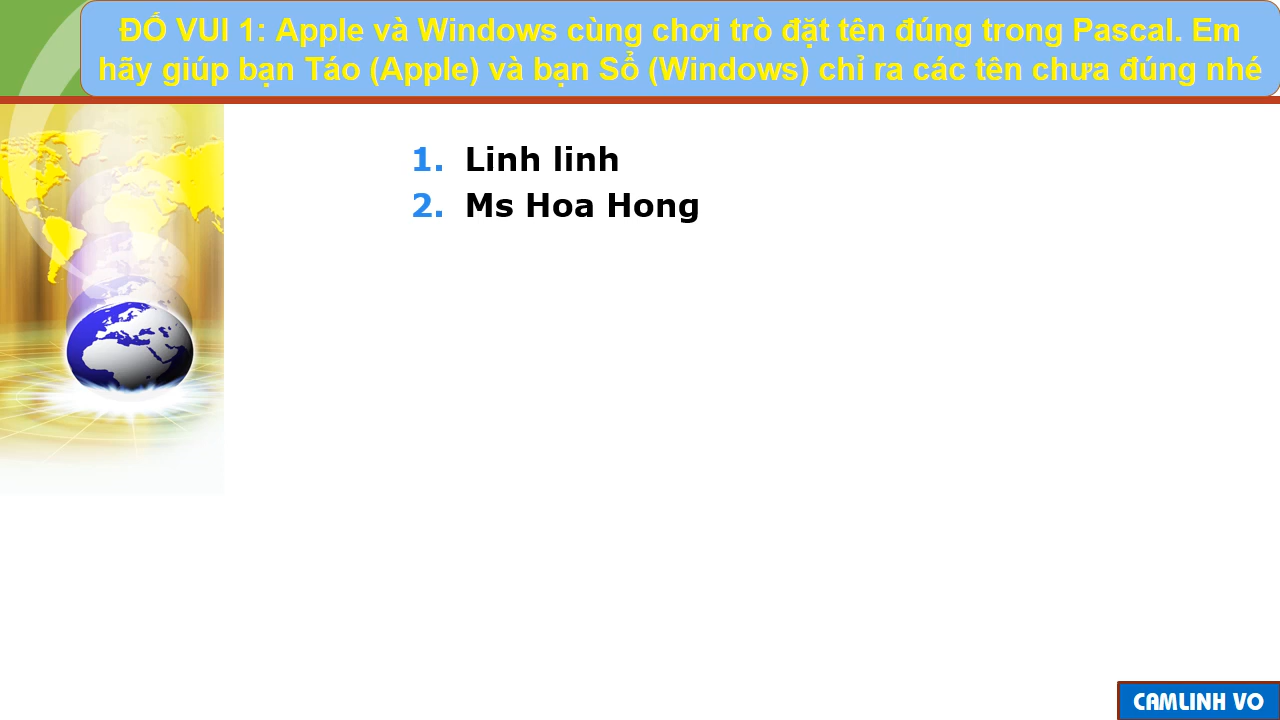 ĐỐ VUI 1: Apple và Windows cùng chơi trò đặt tên đúng trong Pascal. Em
hãy giúp bạn Táo (Apple) và bạn Sổ (Windows) chỉ ra các tên chưa đúng nhé
1. Linh linh
2. Ms Hoa Hong
CAMLINH VO